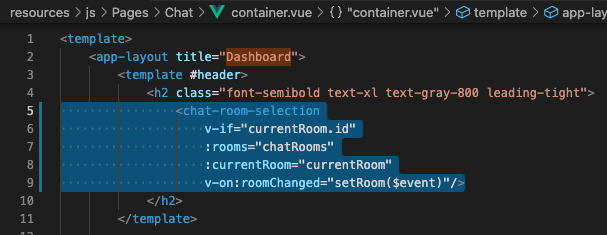 resources > js > Pages > Chat > container.vue > {} "container.vue" > template > app-lay
1 <template>
2 <app-layout title="Dashboard">
3 <template #header>
4 <h2 class="font-semibold text-xl text-gray-800 leading-tight">
5 <chat-room-selection
6 v-if="currentRoom.id"
7 :rooms="chatRooms"
8 :currentRoom="currentRoom"
9 v-on:roomChanged="setRoom($event)"/>
10 </h2>
11 </template>
12